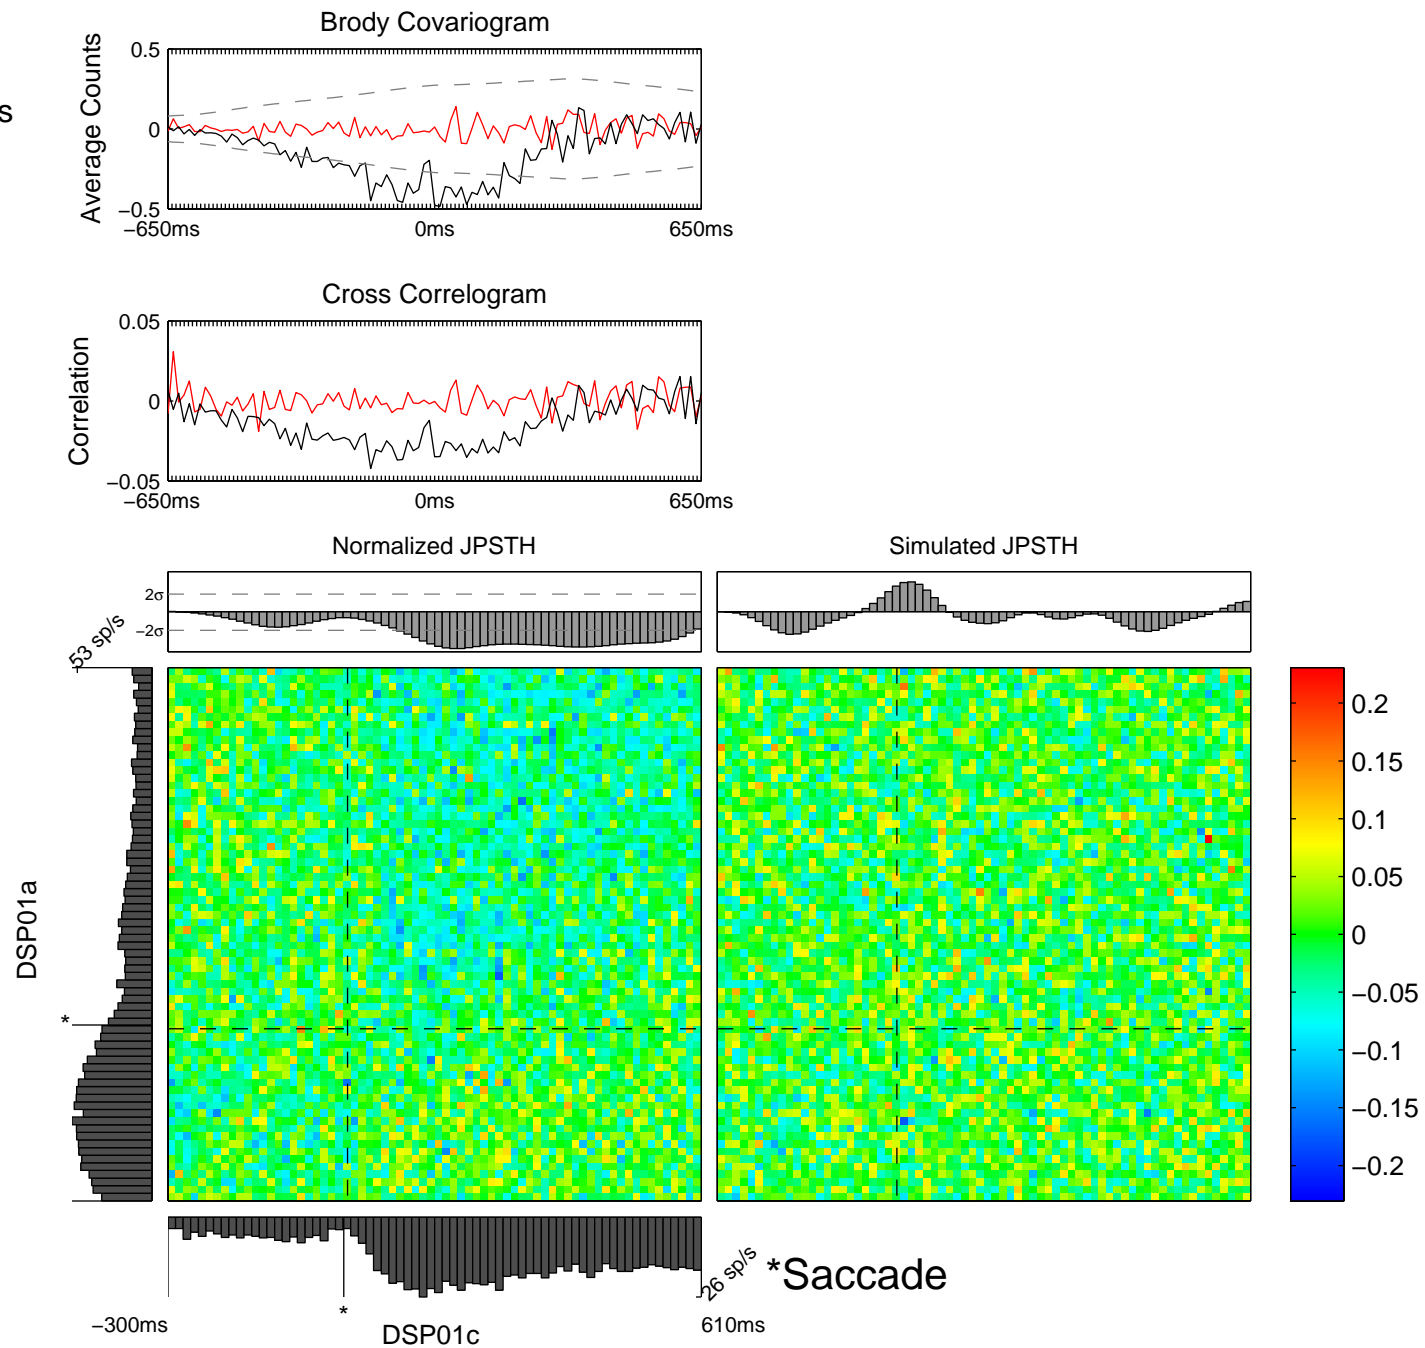 Brody Covariogram
s
Average Counts
0.5
0
−0.5
−650ms
0ms
650ms
Cross Correlogram
Correlation
0.05
0
−0.05
−650ms
0ms
650ms
Normalized JPSTH
Simulated JPSTH
2σ
−2σ
53 sp/s
DSP01a
*
0.2
0.15
0.1
0.05
0
−0.05
−0.1
−0.15
−0.2
26 sp/s
*Saccade
*
−300ms
DSP01c
610ms